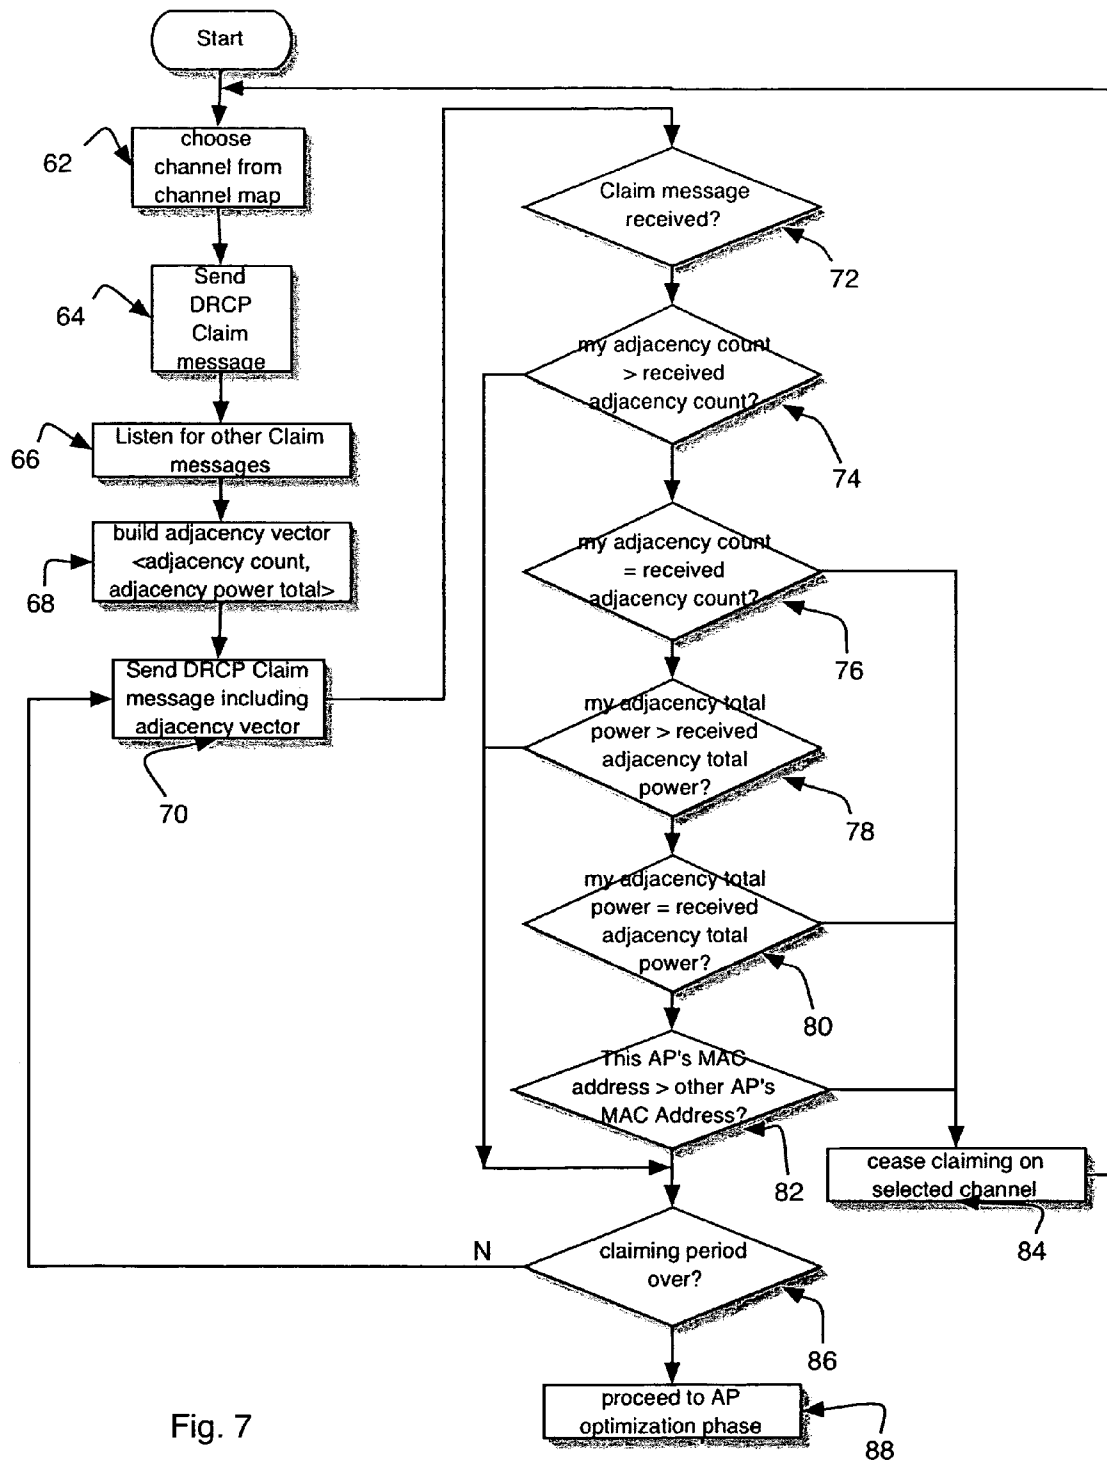 Start
choose
channel from
channel map
62
Send
DRCP
Claim
message
64
Listen for other Claim
messages
66
build adjacency vector
<adjacency count,
adjacency power total>
68
Send DRCP Claim
message including
adjacency vector
70
Claim message
received?
72
my adjacency count
> received
adjacency count?
74
my adjacency count
= received
adjacency count?
76
my adjacency total
power > received
adjacency total
power?
78
my adjacency total
power = received
adjacency total
power?
80
This AP's MAC
address > other AP's
MAC Address?
82
cease claiming on
selected channel
84
claiming period
over?
N
86
proceed to AP
optimization phase
88
Fig. 7